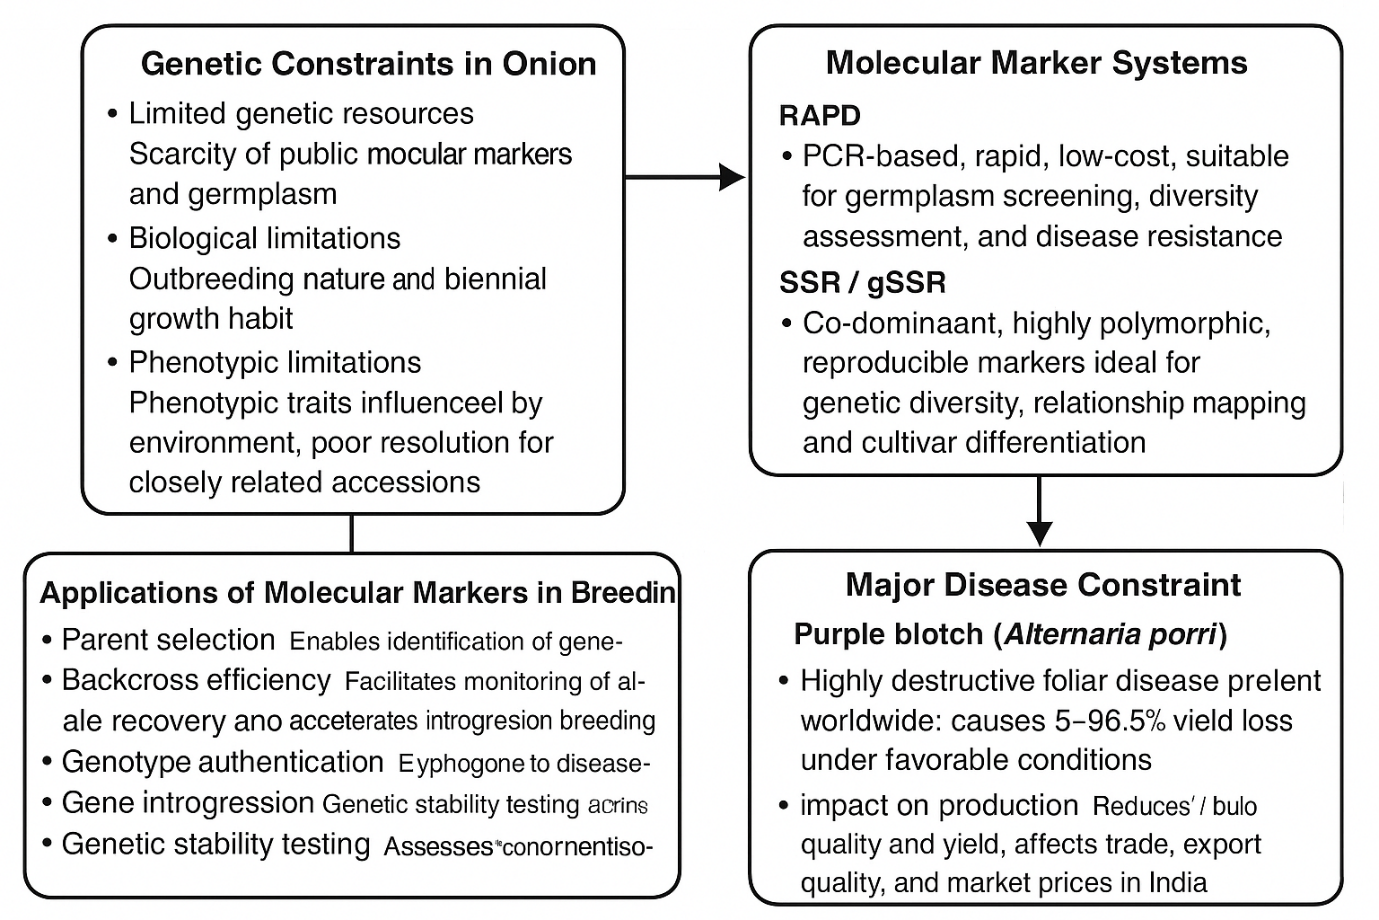 Genetic Constraints in Onion
• Limited genetic resources
Scarcity of public mocular markers
and germplasm
• Biological limitations
Outbreeding nature and biennial
growth habit
• Phenotypic limitations
Phenotypic traits influenceel by
environment, poor resolution for
closely related accessions
Molecular Marker Systems
RAPD
• PCR-based, rapid, low-cost, suitable
for germplasm screening, diversity
assessment, and disease resistance
SSR / gSSR
• Co-dominaant, highly polymorphic,
reproducible markers ideal for
genetic diversity, relationship mapping
and cultivar differentiation
Applications of Molecular Markers in Breedin
• Parent selection Enables identification of gene-
• Backcross efficiency Facilitates monitoring of al-
ale recovery ano acceterates introgresion breeding
• Genotype authentication Eyphogone to disease-
• Gene introgression Genetic stability testing acrins
• Genetic stability testing Assesses conornentiso-
Major Disease Constraint
Purple blotch (Alternaria porri)
• Highly destructive foliar disease prelent
worldwide: causes 5–96.5% yield loss
under favorable conditions
• impact on production Reduces' / bulo
quality and yield, affects trade, export
quality, and market prices in India